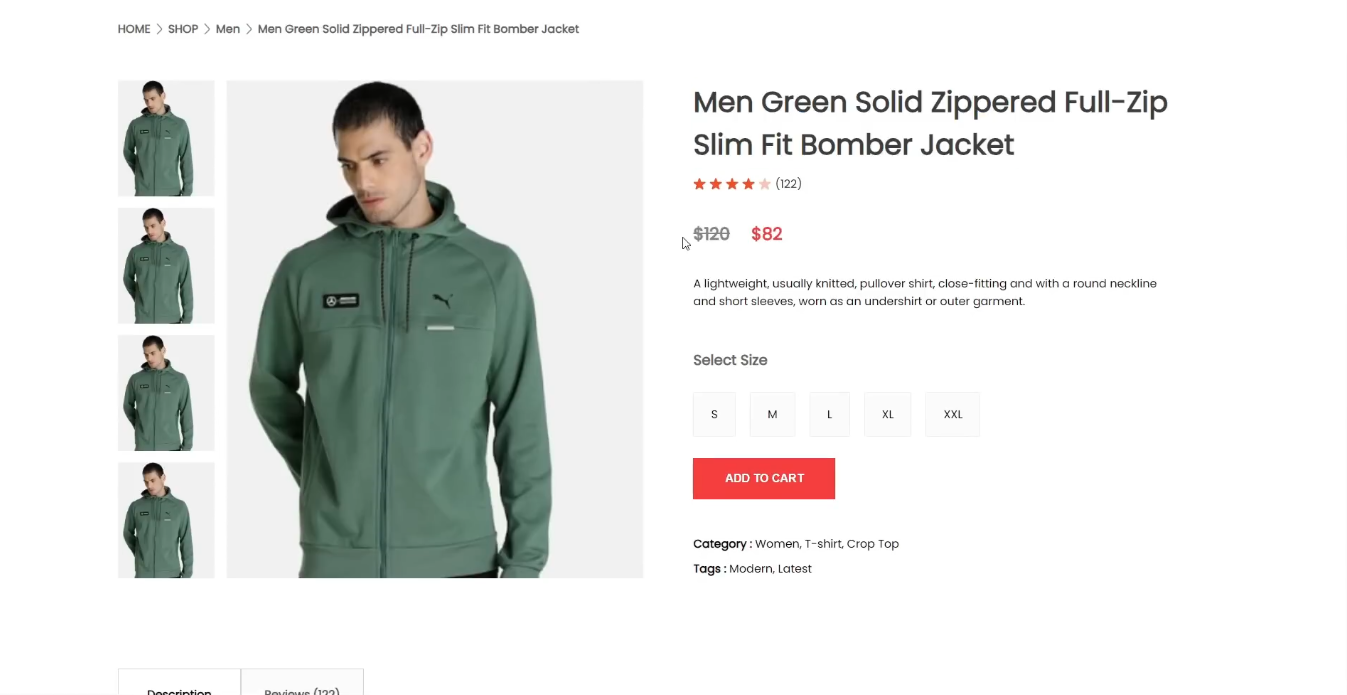 HOME > SHOP > Men > Men Green Solid Zippered Full-Zip Slim Fit Bomber Jacket
Men Green Solid Zippered Full-Zip
Slim Fit Bomber Jacket
(122)
$120 $82
A lightweight, usually knitted, pullover shirt, close-fitting and with a round neckline
and short sleeves, worn as an undershirt or outer garment.
Select Size
S M L XL XXL
ADD TO CART
Category : Women, T-shirt, Crop Top
Tags : Modern, Latest
Description Reviews (122)